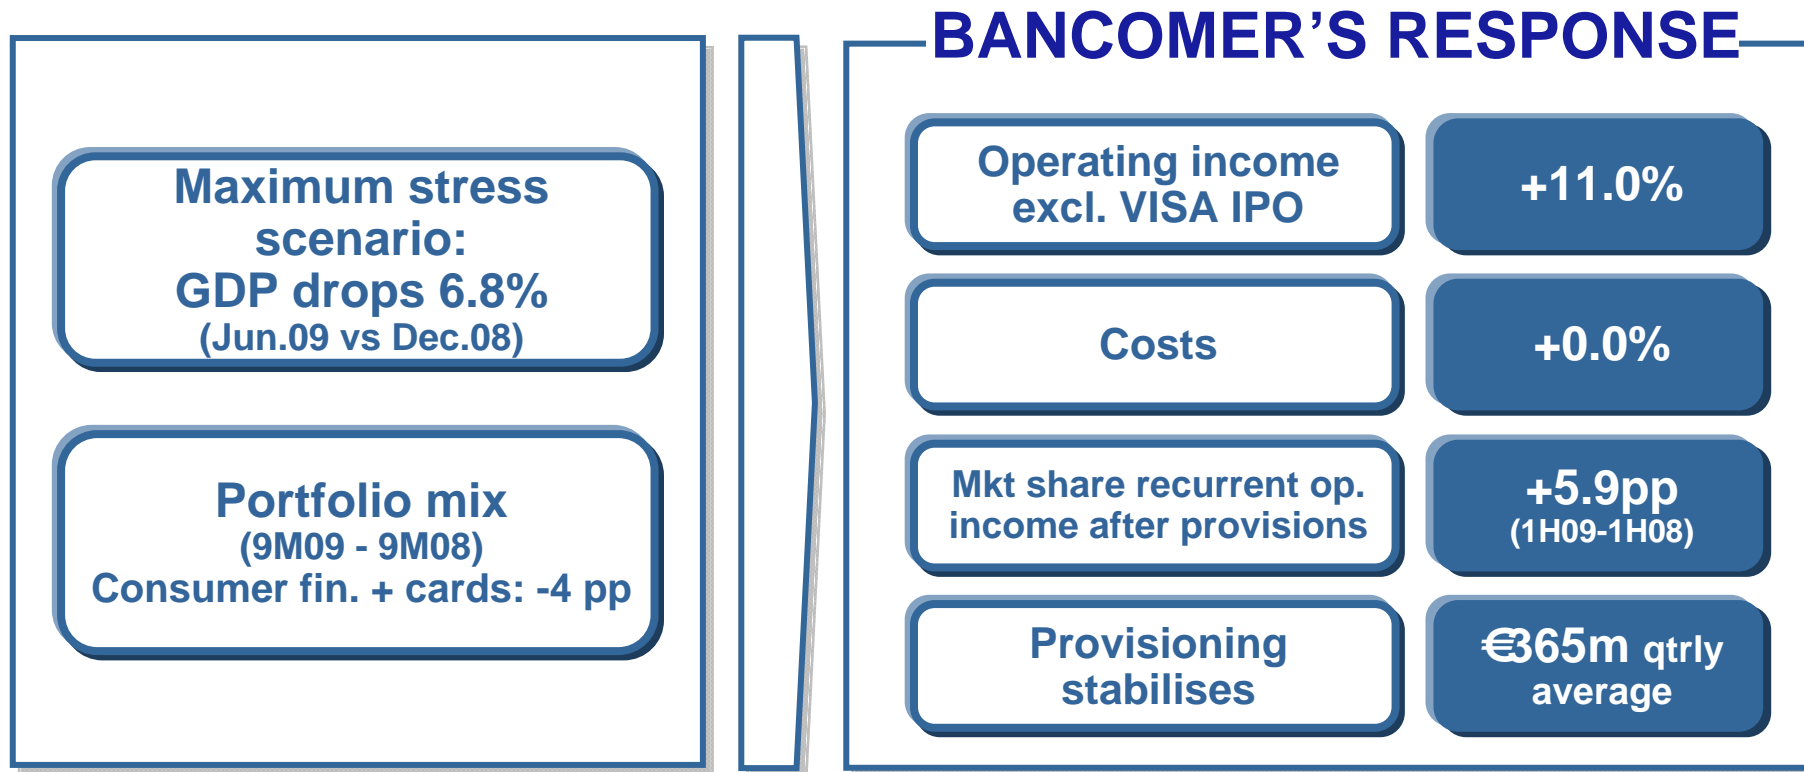 BANCOMER'S RESPONSE
Maximum stress
scenario:
GDP drops 6.8%
(Jun.09 vs Dec.08)
Portfolio mix
(9M09 - 9M08)
Consumer fin. + cards: -4 pp
Operating income
excl. VISA IPO
+11.0%
Costs
+0.0%
Mkt share recurrent op.
income after provisions
+5.9pp
(1H09-1H08)
Provisioning
stabilises
€365m qtrly
average